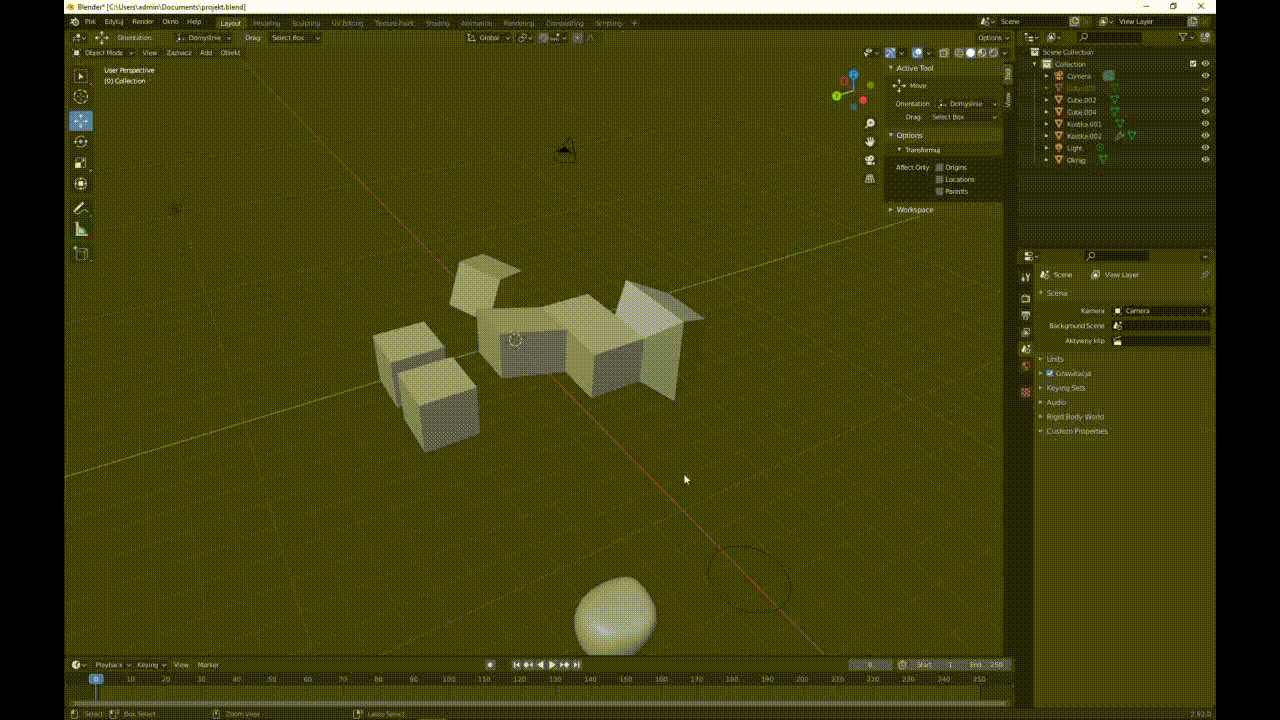 Blender* [C:\Users\admin\Documents\projekt.blend]
Plik Edytuj Render Okno Help Layout Modeling Sculpting UV Editing Texture Paint Shading Animation Rendering Compositing Scripting + Scene View Layer
Orientation: Domyślnie Drag: Select Box Global Options
Object Mode View Zaznacz Add Obiekt
User Perspective
(0) Collection
Z
Y
Active Tool
Move
Orientation Domyślnie
Drag: Select Box
Options
Transformuj
Affect Only Origins
Locations
Parents
Workspace
Tool
View
Scene Collection
Collection
Camera
Cube.002
Cube.004
Kostka.001
Kostka.002
Light
Okrąg
Scene View Layer
Scena
Kamera Camera
Background Scene
Aktywny klip
Units
Grawitacja
Keying Sets
Audio
Rigid Body World
Custom Properties
Playback Keying View Marker 0 Start 1 End 250
0 10 20 30 40 50 60 70 80 90 100 110 120 130 140 150 160 170 180 190 200 210 220 230 240 250
Select Box Select Zoom View Lasso Select 2.92.0